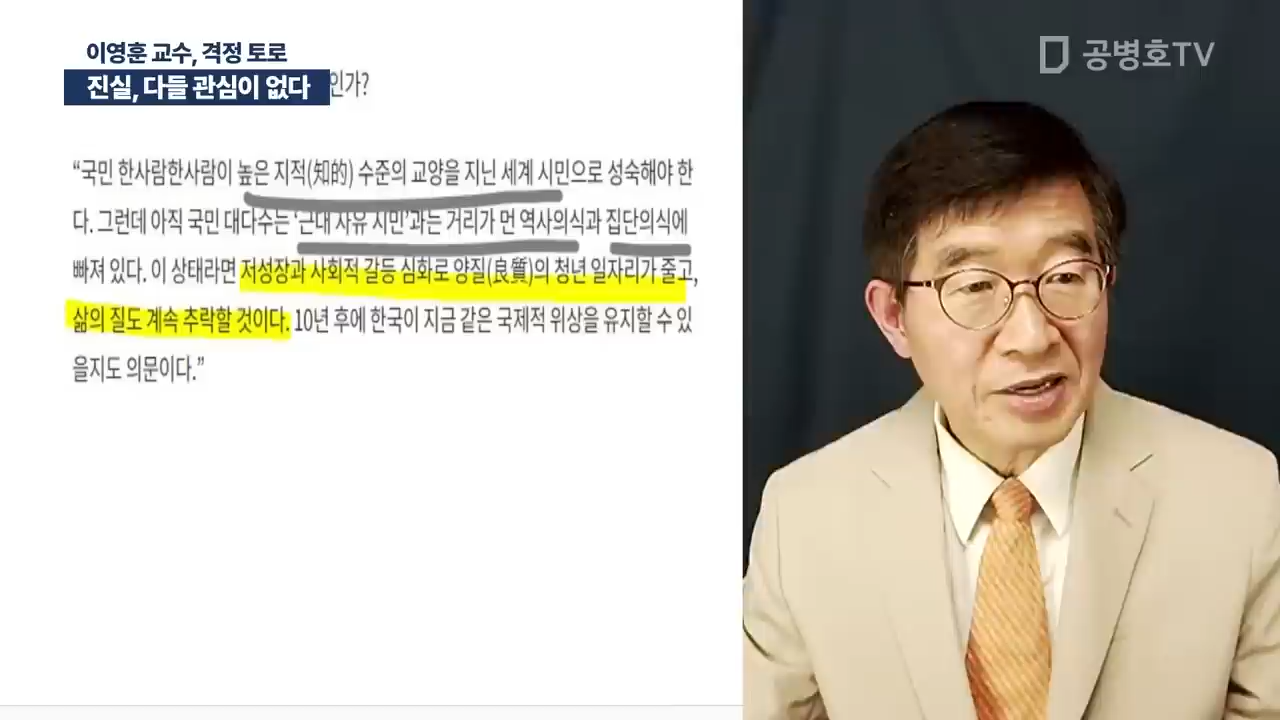 이영훈 교수, 격정 토로
진실, 다들 관심이 없다
인가?
공병호TV
“국민 한사람한사람이 높은 지적(知的) 수준의 교양을 지닌 세계 시민으로 성숙해야 한
다. 그런데 아직 국민 대다수는 ‘근대 자유 시민’과는 거리가 먼 역사의식과 집단의식에
빠져 있다. 이 상태라면 저성장과 사회적 갈등 심화로 양질(良質)의 청년 일자리가 줄고,
삶의 질도 계속 추락할 것이다. 10년 후에 한국이 지금 같은 국제적 위상을 유지할 수 있
을지도 의문이다.”